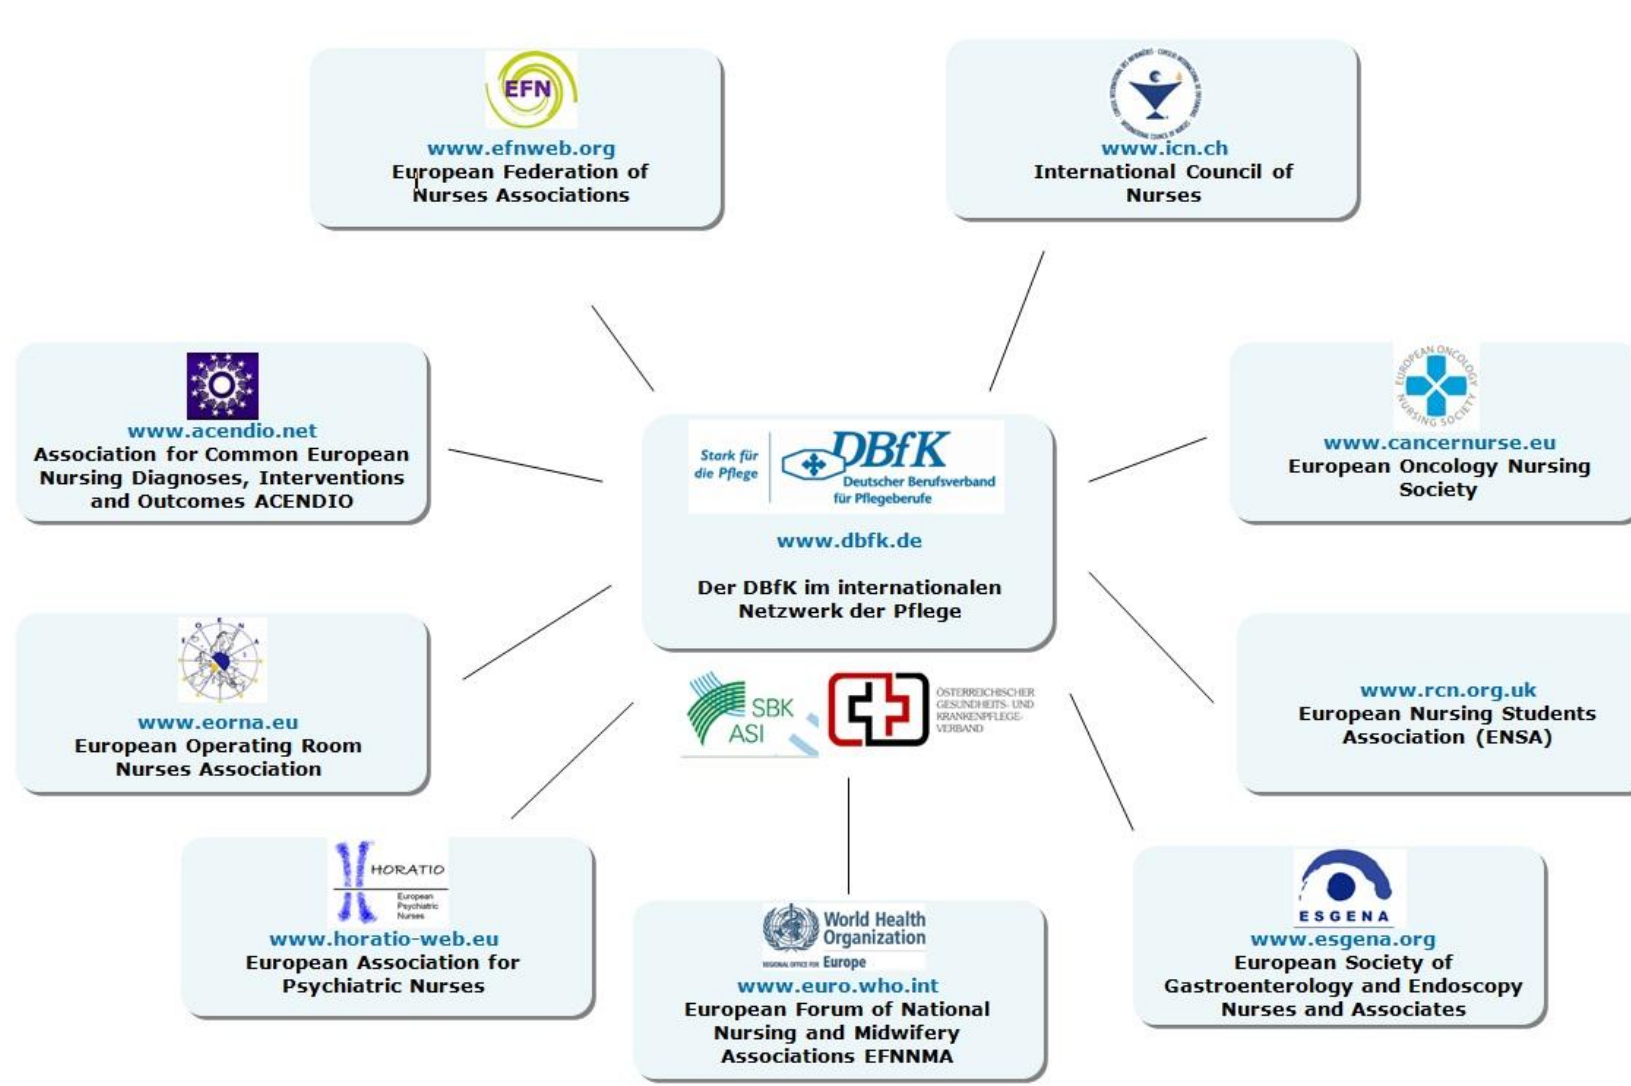 EFN
www.efnweb.org
European Federation of
Nurses Associations
www.icn.ch
International Council of
Nurses
www.acendio.net
Association for Common European
Nursing Diagnoses, Interventions
and Outcomes ACENDIO
Stark für
die Pflege
DBfK
Deutscher Berufsverband
für Pflegeberufe
www.dbfk.de
Der DBfK im internationalen
Netzwerk der Pflege
EUROPEAN ONCOLOGY
NURSING SOCIETY
www.cancernurse.eu
European Oncology Nursing
Society
EORNA
www.eorna.eu
European Operating Room
Nurses Association
SBK
ASI
ÖSTERREICHISCHER
GESUNDHEITS- UND
KRANKENPFLEGE-
VERBAND
www.rcn.org.uk
European Nursing Students
Association (ENSA)
HORATIO
European
Psychiatric
Nurses
www.horatio-web.eu
European Association for
Psychiatric Nurses
World Health
Organization
REGIONAL OFFICE FOR Europe
www.euro.who.int
European Forum of National
Nursing and Midwifery
Associations EFNNMA
ESGENA
www.esgena.org
European Society of
Gastroenterology and Endoscopy
Nurses and Associates